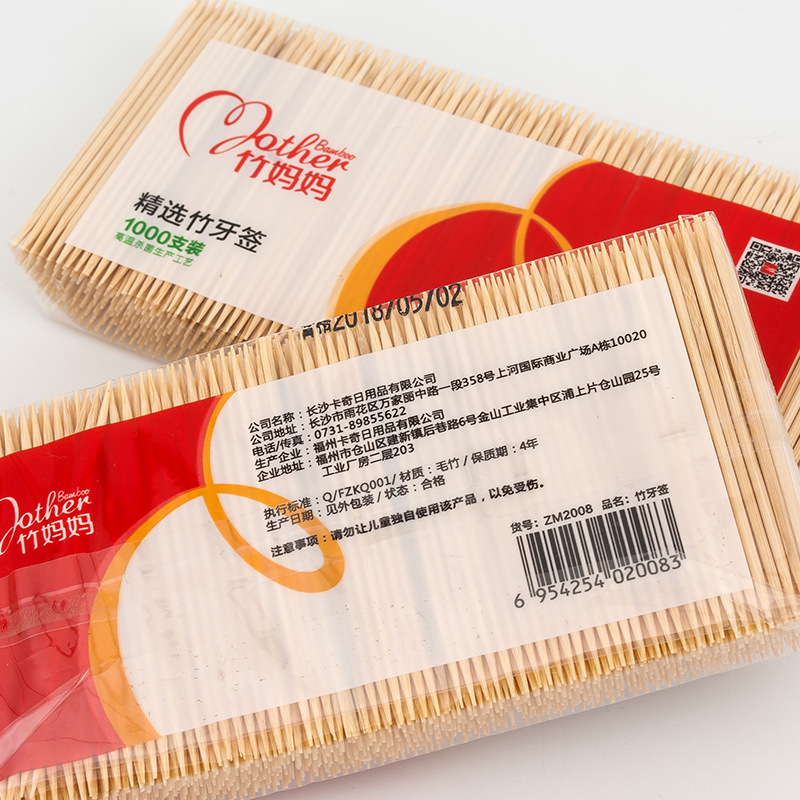 Mother
Bamboo
竹妈妈
精选竹牙签
1000支装
高温杀菌生产工艺
2018/05/02
公司名称：长沙卡奇日用品有限公司
公司地址：长沙市雨花区万家丽中路一段358号上河国际商业广场A栋10020
电话/传真：0731-89855622
生产企业：福州卡奇日用品有限公司
企业地址：福州市仓山区建新镇后巷路6号金山工业集中区浦上片仓山园25号
工业厂房二层203
执行标准：Q/FZKQ001/材质：毛竹/保质期：4年
生产日期：见外包装/状态：合格
注意事项：请勿让儿童独自使用该产品，以免受伤。
货号：ZM2008 品名：竹牙签
6 954254 020083
Mother
Bamboo
竹妈妈